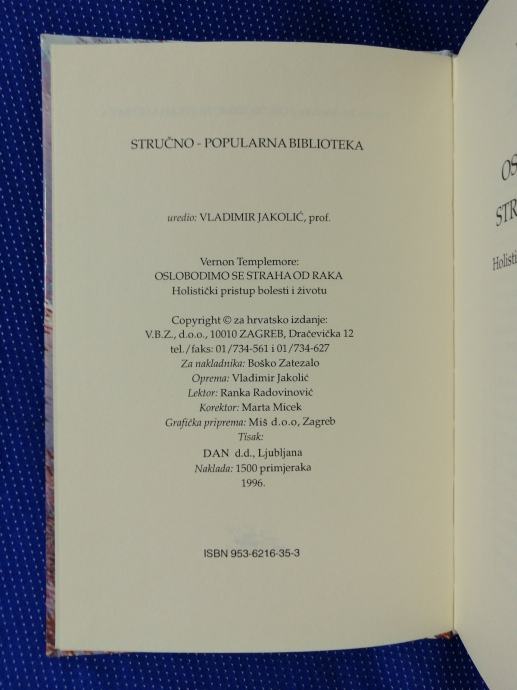 STRUČNO - POPULARNA BIBLIOTEKA
uredio: VLADIMIR JAKOLIĆ, prof.
Vernon Templemore:
OSLOBODIMO SE STRAHA OD RAKA
Holistički pristup bolesti i životu
Copyright © za hrvatsko izdanje:
V.B.Z., d.o.o., 10010 ZAGREB, Dračevička 12
tel./faks: 01/734-561 i 01/734-627
Za nakladnika: Boško Zatezalo
Oprema: Vladimir Jakolić
Lektor: Ranka Radovinović
Korektor: Marta Micek
Grafička priprema: Miš d.o.o, Zagreb
Tisak:
DAN d.d., Ljubljana
Naklada: 1500 primjeraka
1996.
ISBN 953-6216-35-3